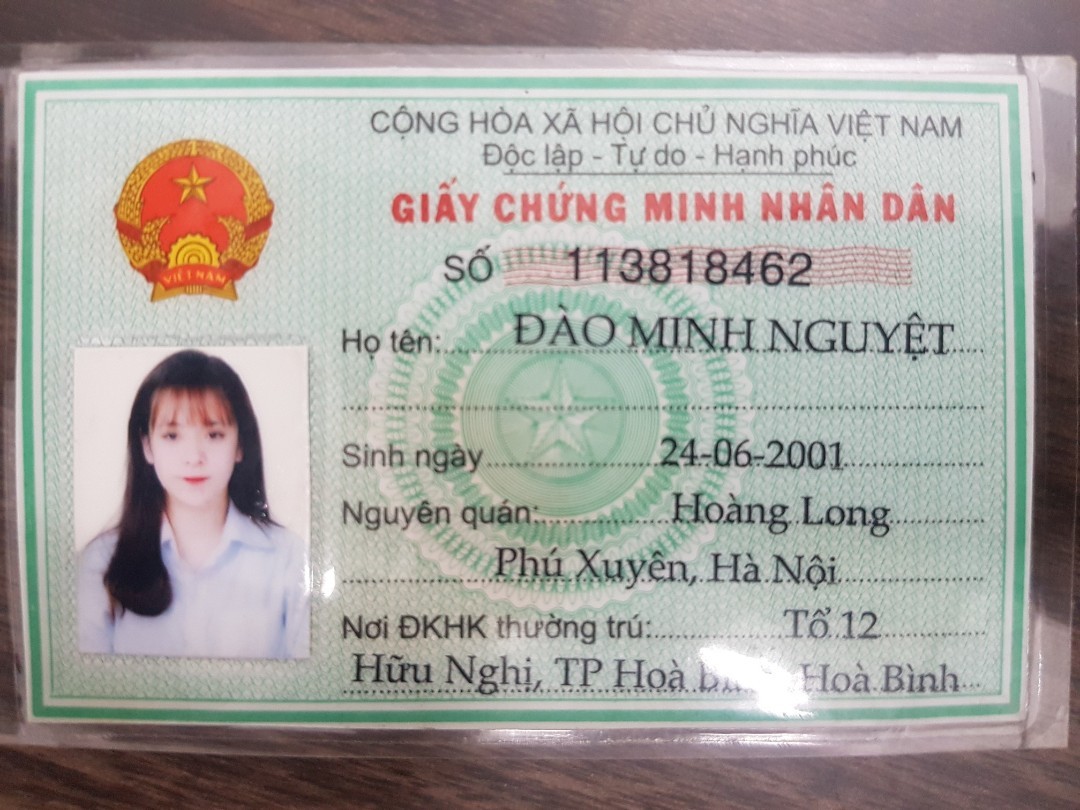 CỘNG HÒA XÃ HỘI CHỦ NGHĨA VIỆT NAM
Độc lập - Tự do - Hạnh phúc
GIẤY CHỨNG MINH NHÂN DÂN
SỐ 113818462
Họ tên: ĐÀO MINH NGUYỆT
Sinh ngày 24-06-2001
Nguyên quán: Hoàng Long
Phú Xuyên, Hà Nội
Nơi ĐKHK thường trú: Tổ 12
Hữu Nghị, TP Hoà Hoà Bình
VIỆT NAM